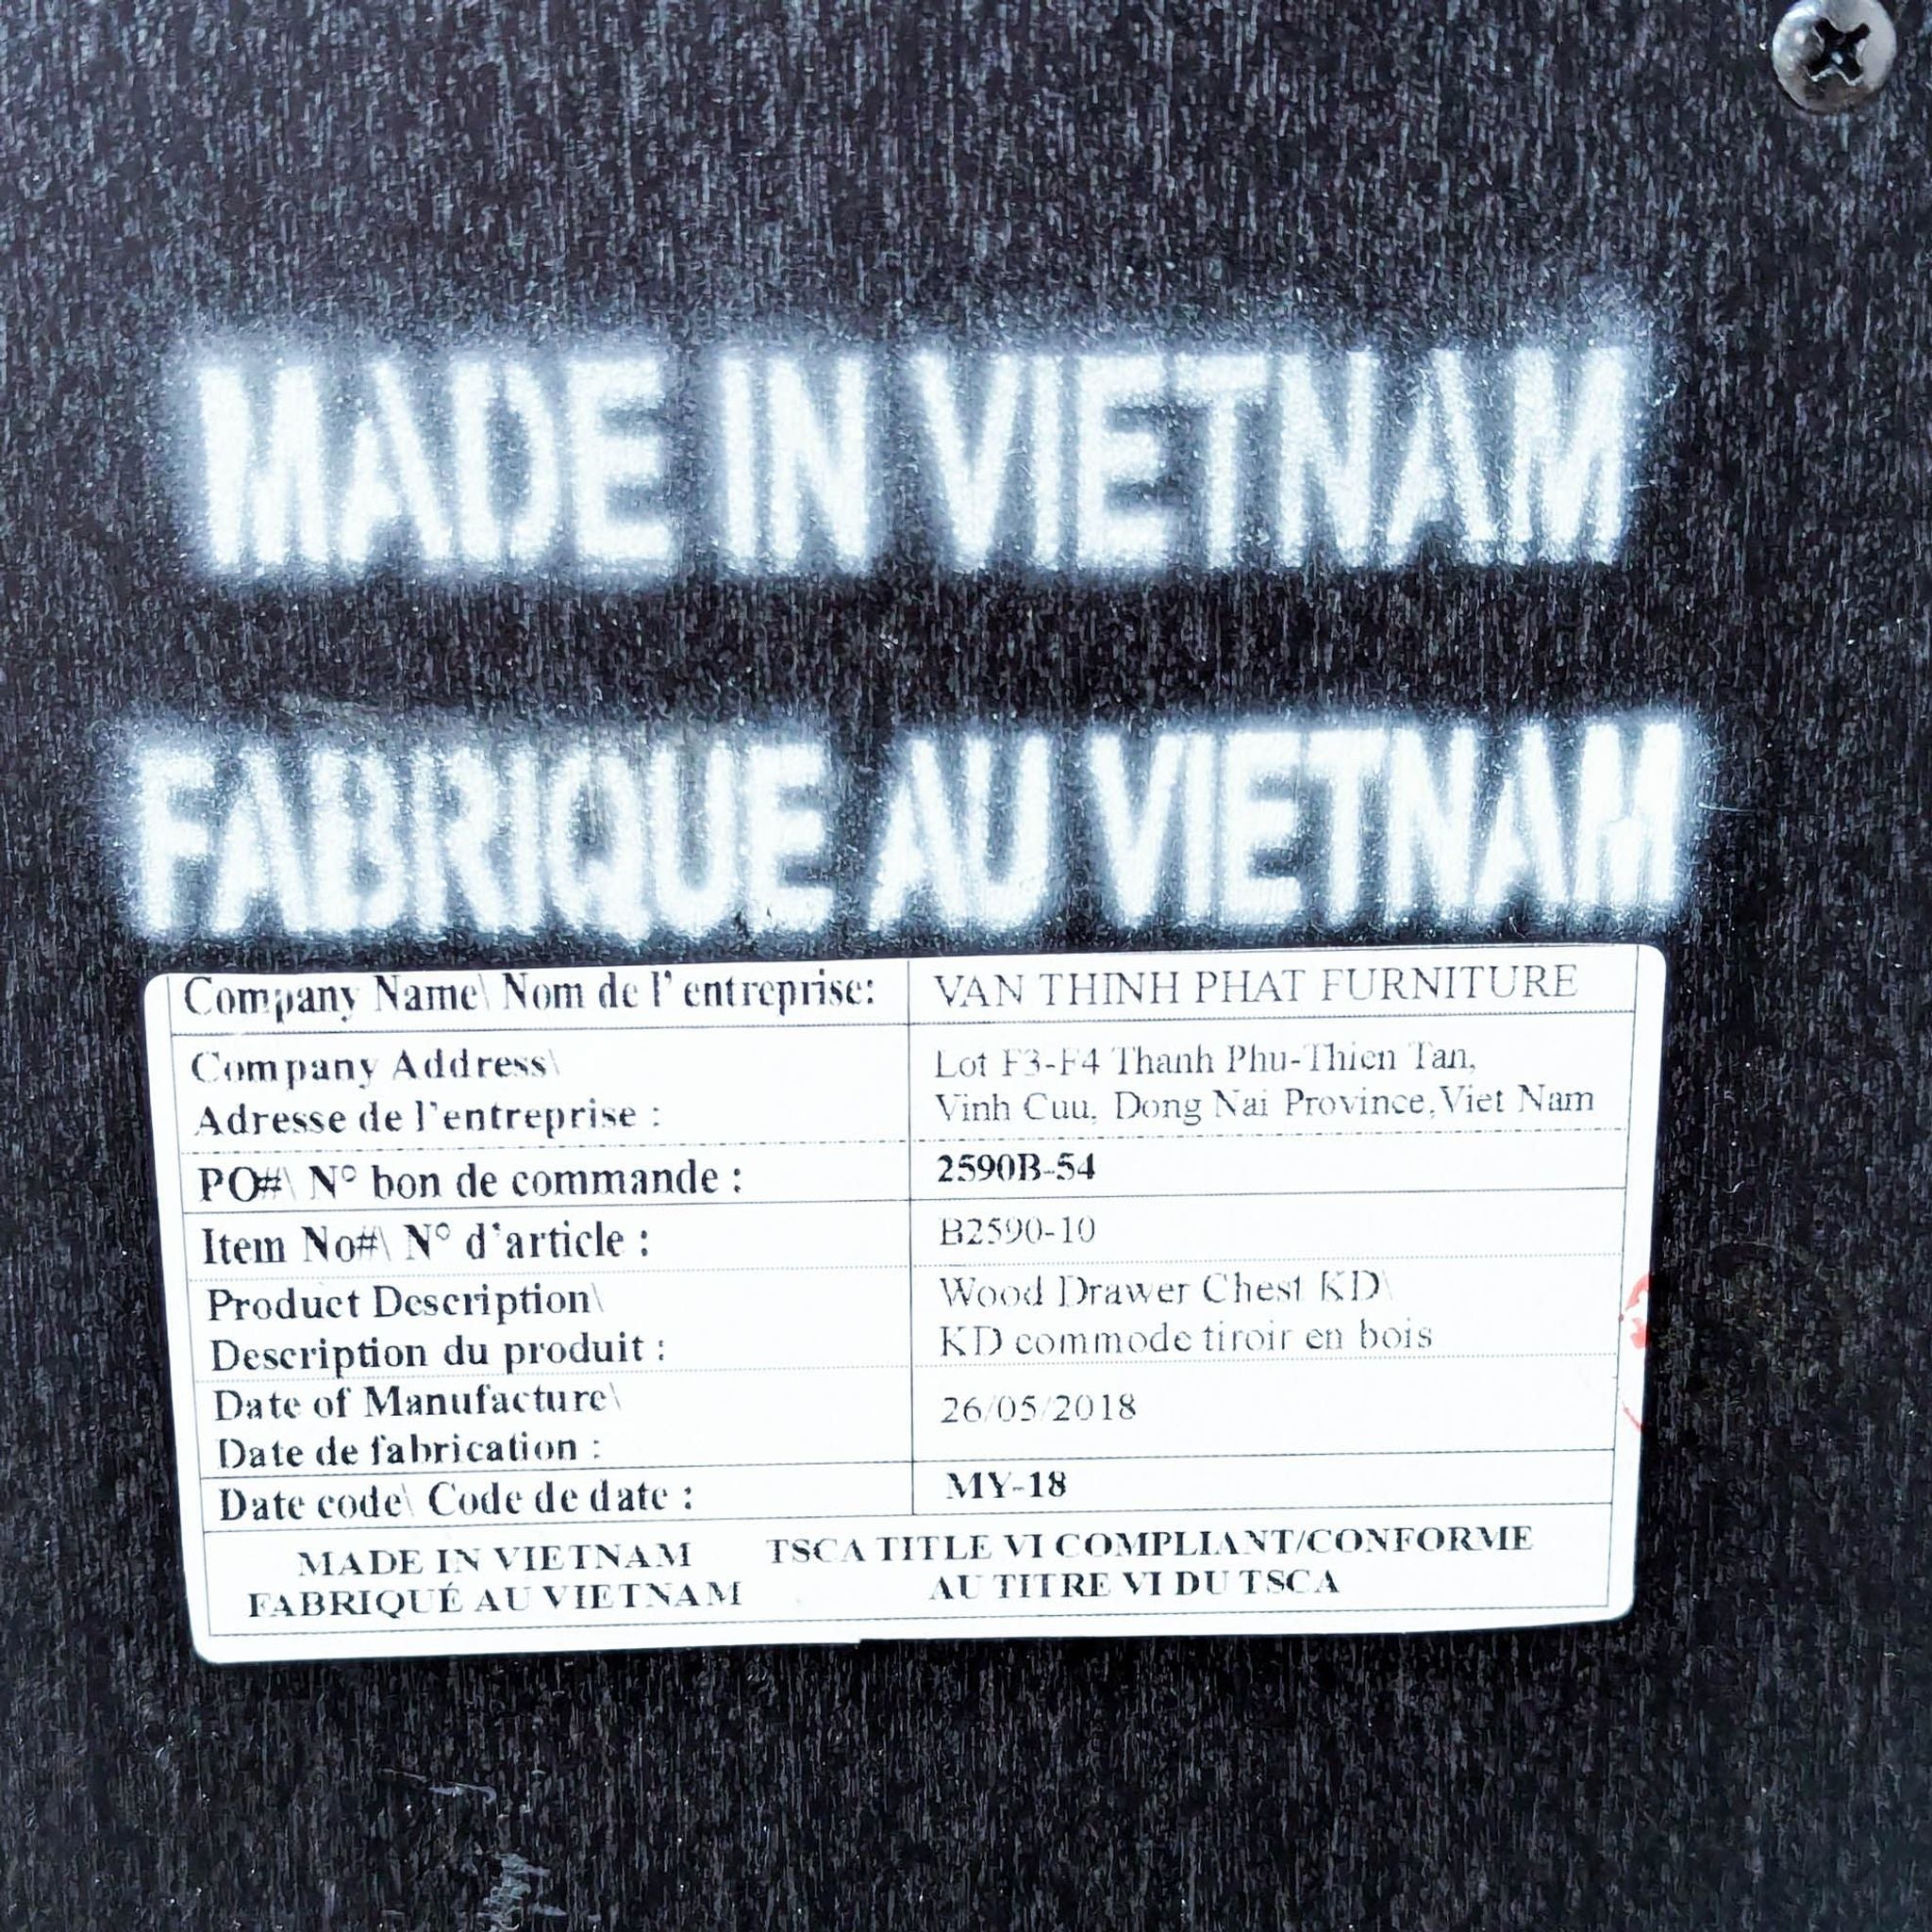 MADE IN VIETNAM
FABRIQUE AU VIETNAM
Company Name\ Nom de l'entreprise: VAN THINH PHAT FURNITURE
Company Address\
Adresse de l'entreprise :
Lot F3-F4 Thanh Phu-Thien Tan,
Vinh Cuu, Dong Nai Province, Viet Nam
PO#\ N° bon de commande : 2590B-54
Item No#\ N° d'article : B2590-10
Product Description\
Description du produit :
Wood Drawer Chest KD\
KD commode tiroir en bois
Date of Manufacture\
Date de fabrication :
26/05/2018
Date code\ Code de date : MY-18
MADE IN VIETNAM
FABRIQUÉ AU VIETNAM
TSCA TITLE VI COMPLIANT/CONFORME
AU TITRE VI DU TSCA